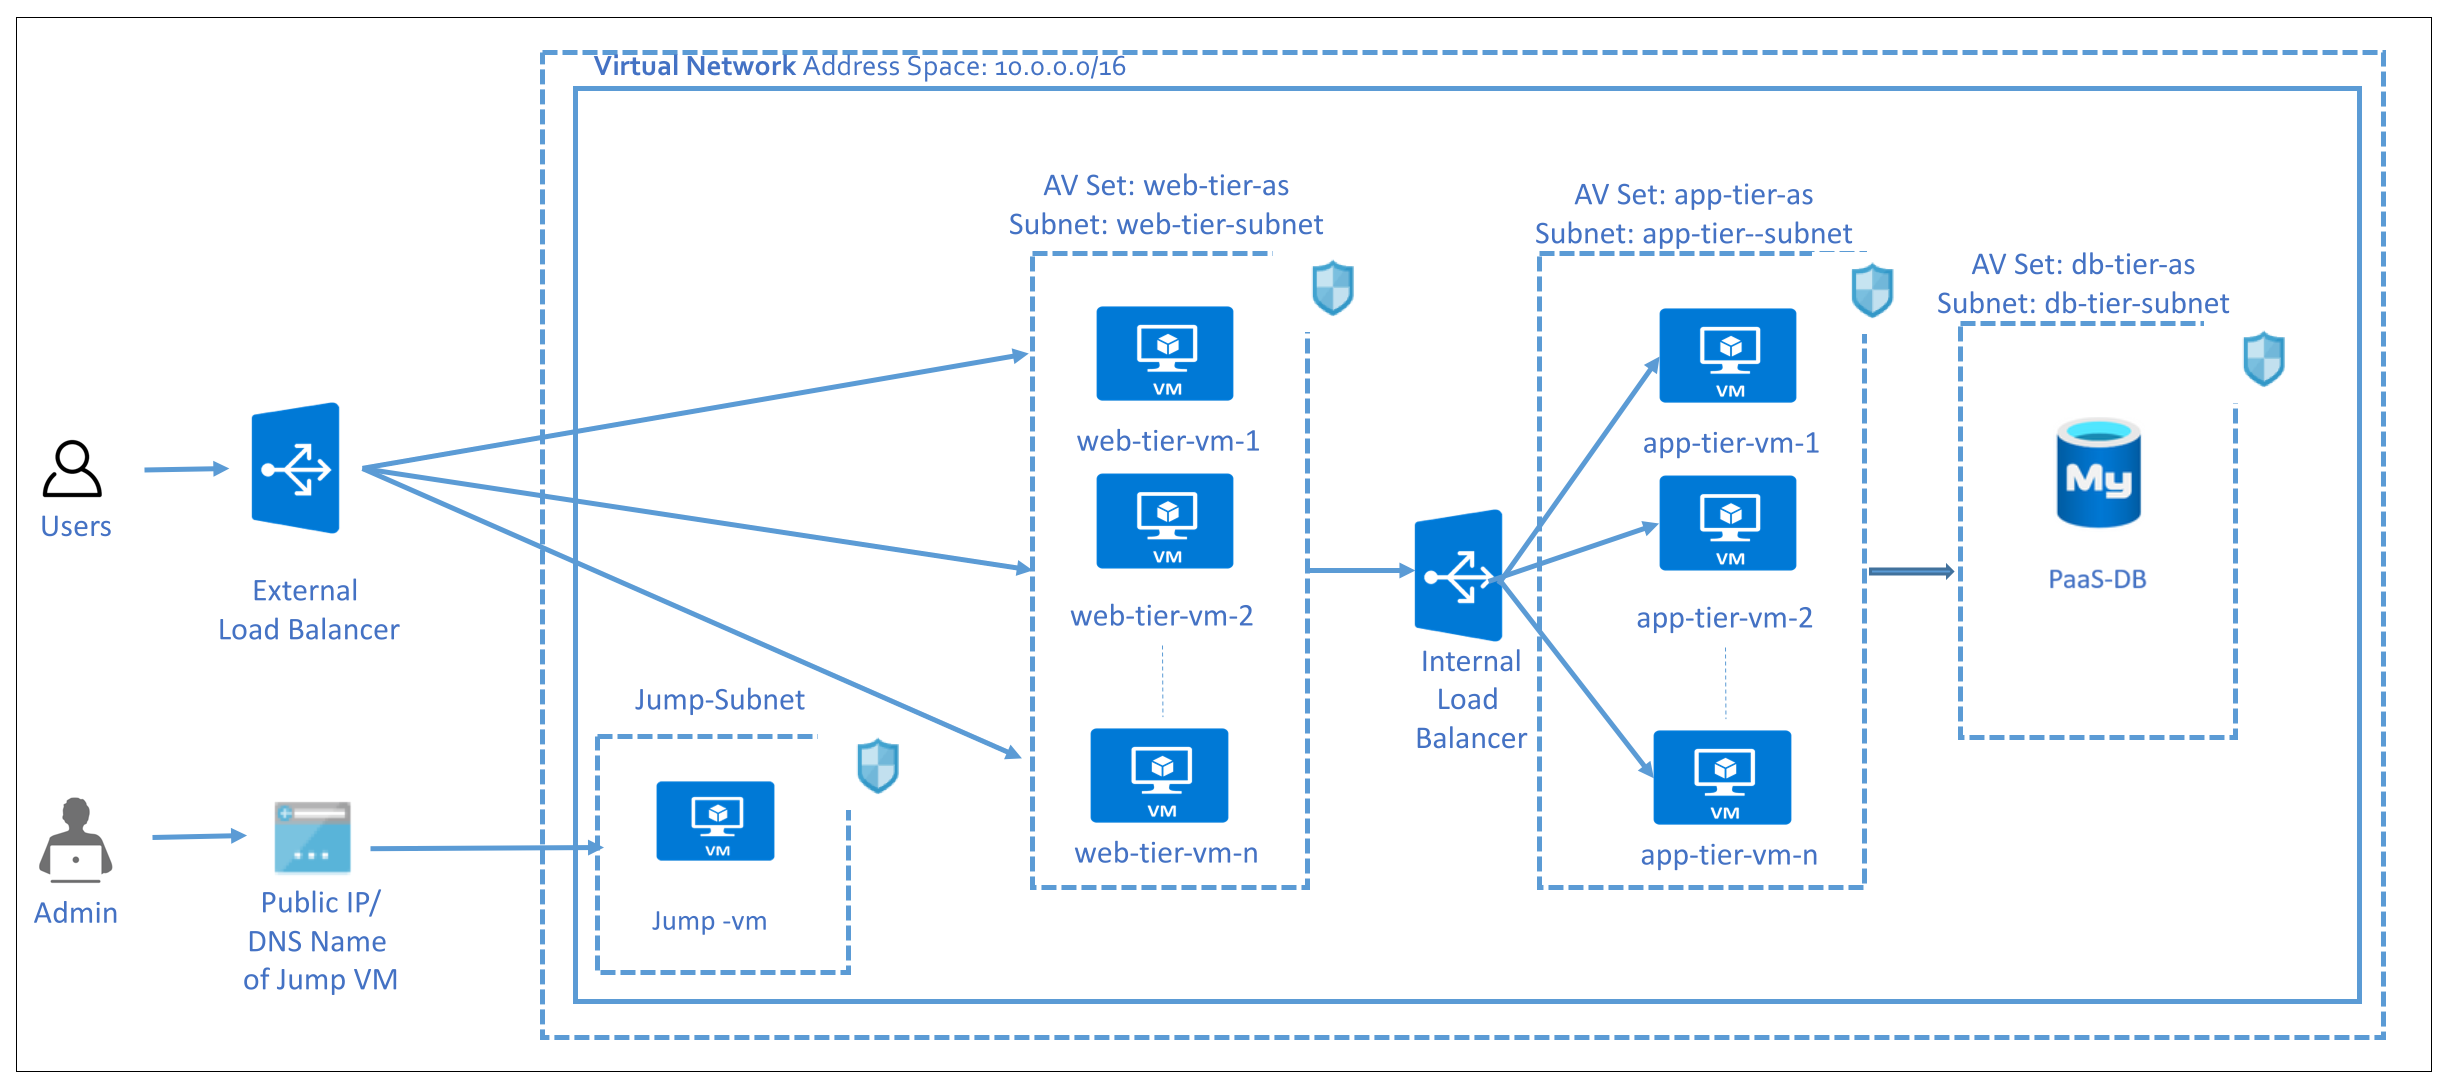 Virtual Network Address Space: 10.0.0.0/16
AV Set: web-tier-as
Subnet: web-tier-subnet
AV Set: app-tier-as
Subnet: app-tier--subnet
AV Set: db-tier-as
Subnet: db-tier-subnet
VM
web-tier-vm-1
VM
web-tier-vm-2
VM
web-tier-vm-n
VM
app-tier-vm-1
VM
app-tier-vm-2
VM
app-tier-vm-n
My
PaaS-DB
Users
External
Load Balancer
Internal
Load
Balancer
Jump-Subnet
VM
Jump -vm
Admin
Public IP/
DNS Name
of Jump VM